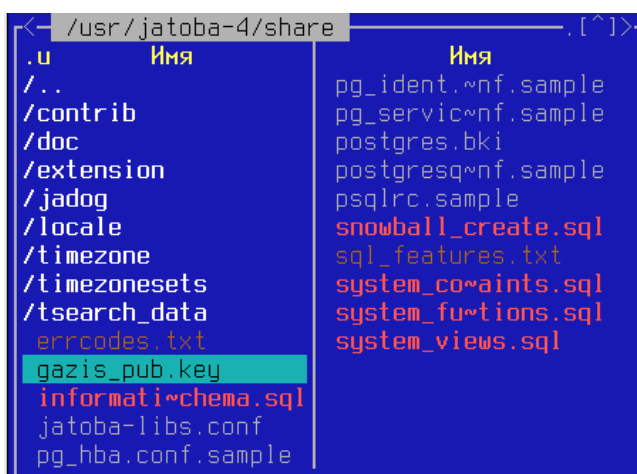 <- /usr/jatoba-4/share .[^]>
.и Имя
/..
/contrib
/doc
/extension
/jadog
/locale
/timezone
/timezonesets
/tsearch_data
errcodes.txt
gazis_pub.key
informati~chema.sql
jatoba-libs.conf
pg_hba.conf.sample
Имя
pg_ident.~nf.sample
pg_servic~nf.sample
postgres.bki
postgresq~nf.sample
psqlrc.sample
snowball_create.sql
sql_features.txt
system_co~aints.sql
system_fu~tions.sql
system_views.sql